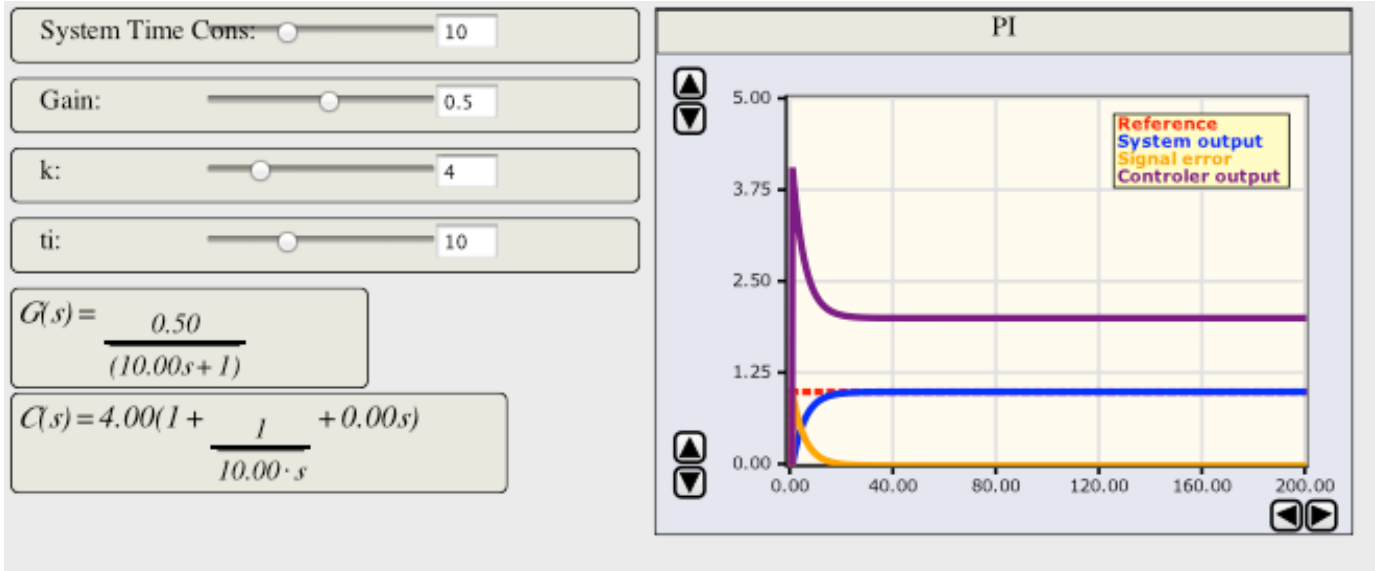 System Time Cons: 10
Gain: 0.5
k: 4
ti: 10
G(s) = 0.50
(10.00s+ 1)
C(s) = 4.00(1 + 1 + 0.00s)
10.00 · s
PI
5.00
3.75
2.50
1.25
0.00
0.00 40.00 80.00 120.00 160.00 200.00
Reference
System output
Signal error
Controler output